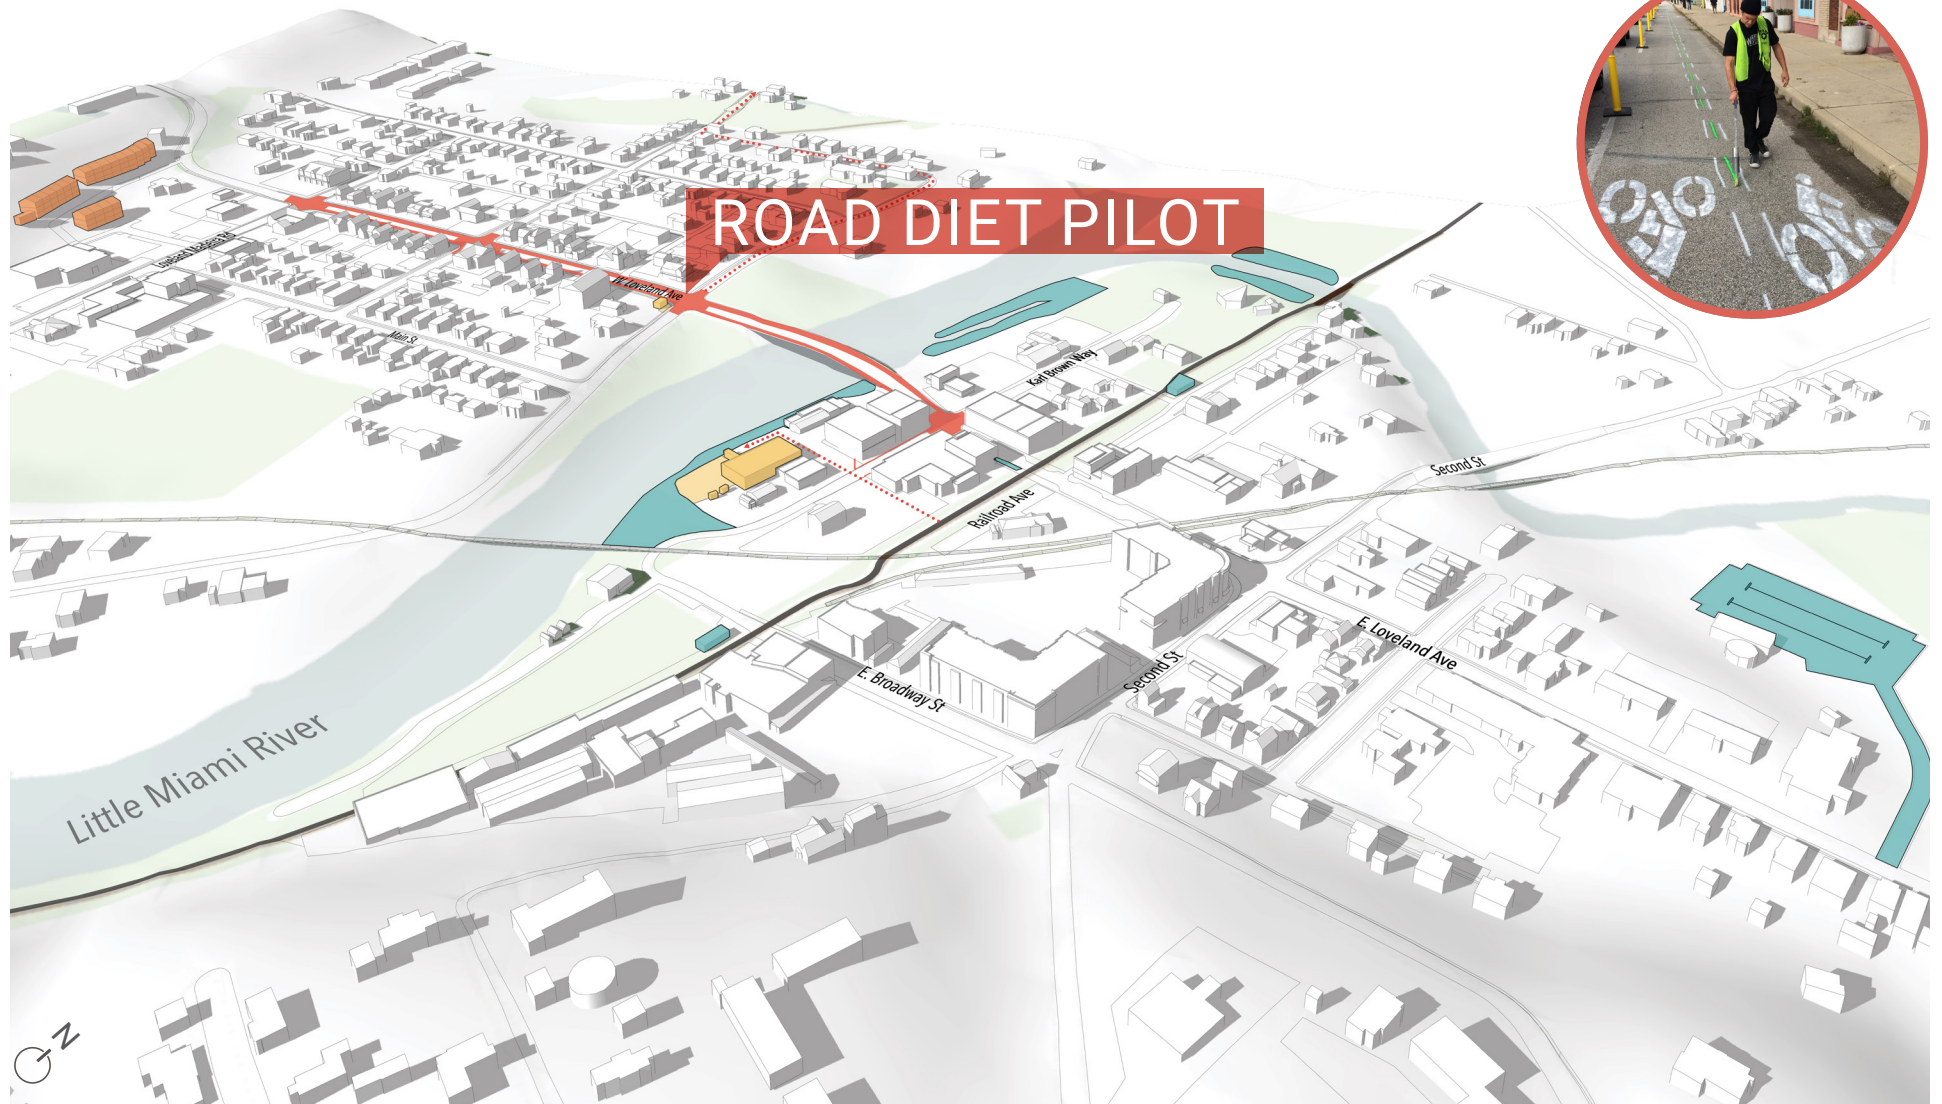 ROAD DIET PILOT
Loveland Madeira Rd
W. Loveland Ave
Main St
Karl Brown Way
Second St
Railroad Ave
E. Loveland Ave
Second St
E. Broadway St
Little Miami River
N